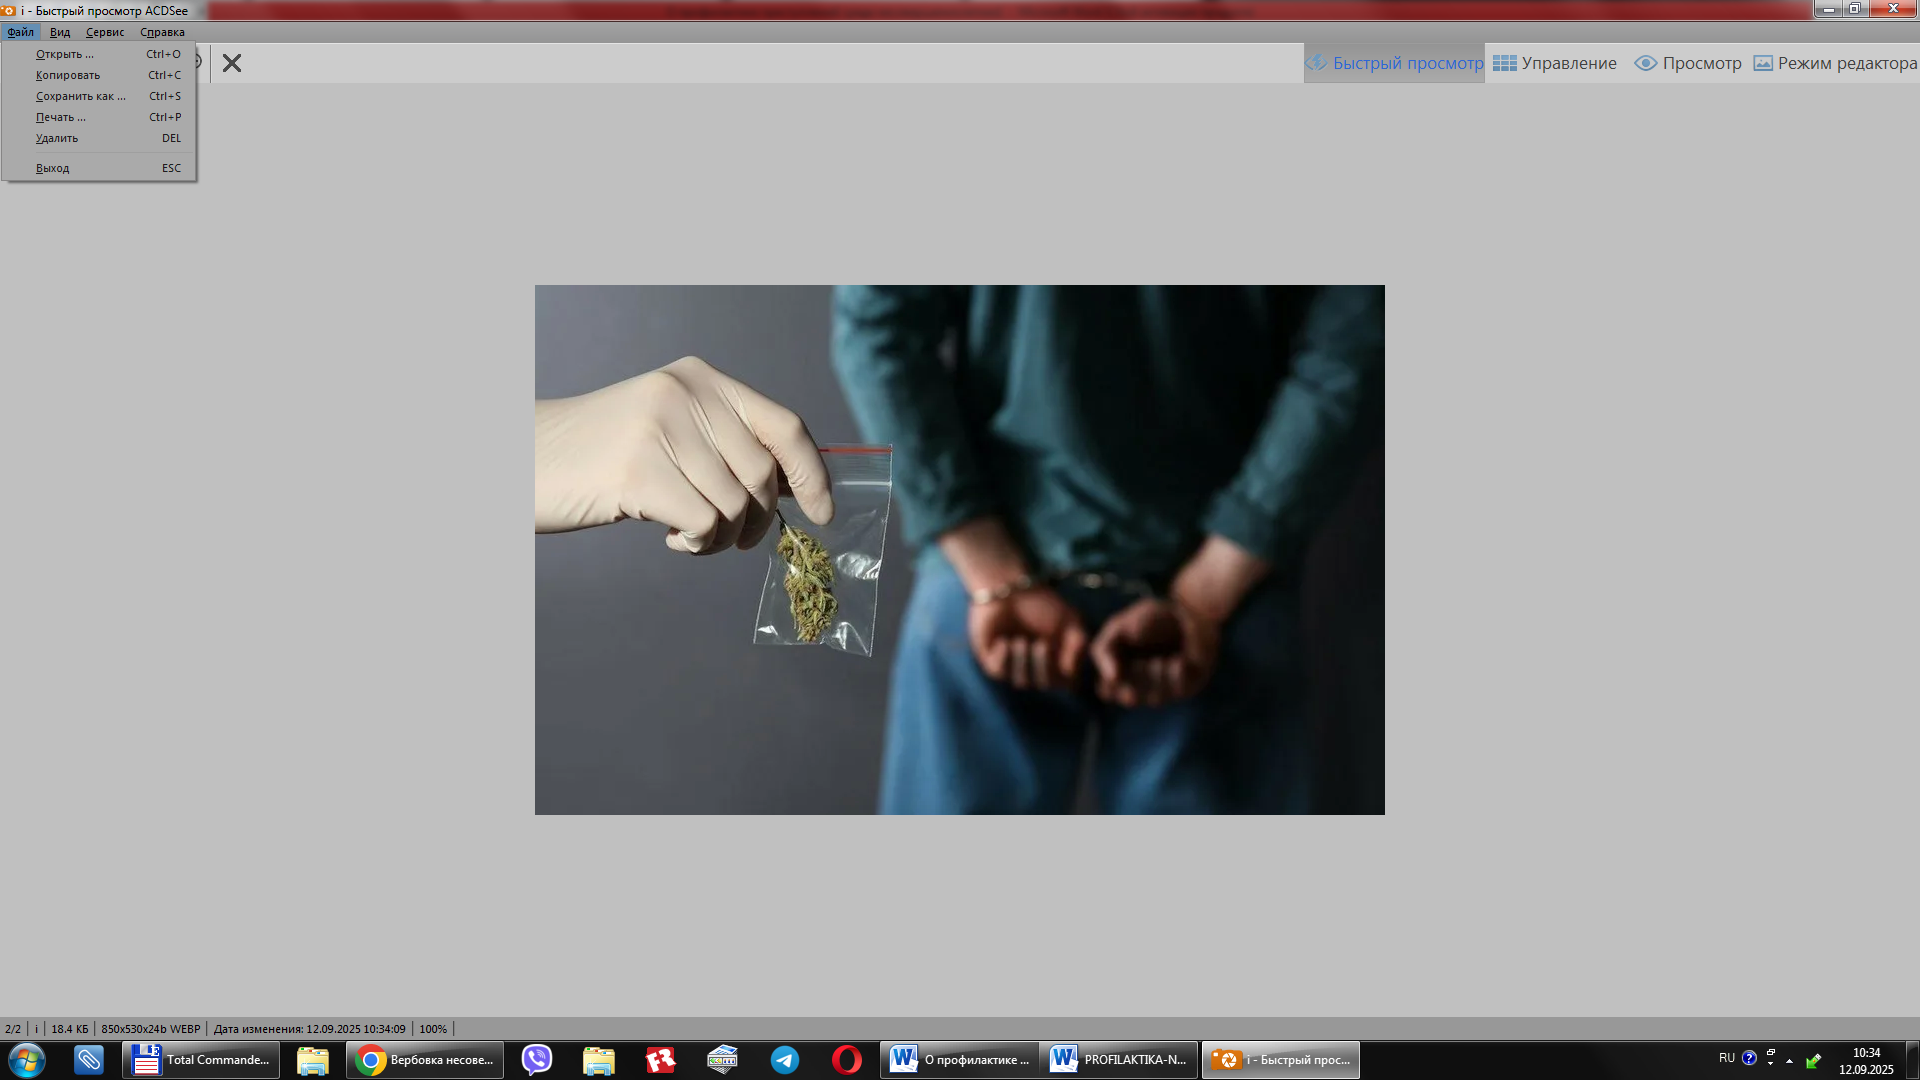 i - Быстрый просмотр ACDSee
Файл Вид Сервис Справка
Открыть ... Ctrl+O
Копировать Ctrl+C
Сохранить как ... Ctrl+S
Печать ... Ctrl+P
Удалить DEL
Выход ESC
Быстрый просмотр Управление Просмотр Режим редактора
2/2 i 18.4 КБ 850x530x24b WEBP Дата изменения: 12.09.2025 10:34:09 100%
Total Commande... Вербовка несове... О профилактике ... PROFILAKTIKA-N... i - Быстрый прос... RU 10:34
12.09.2025